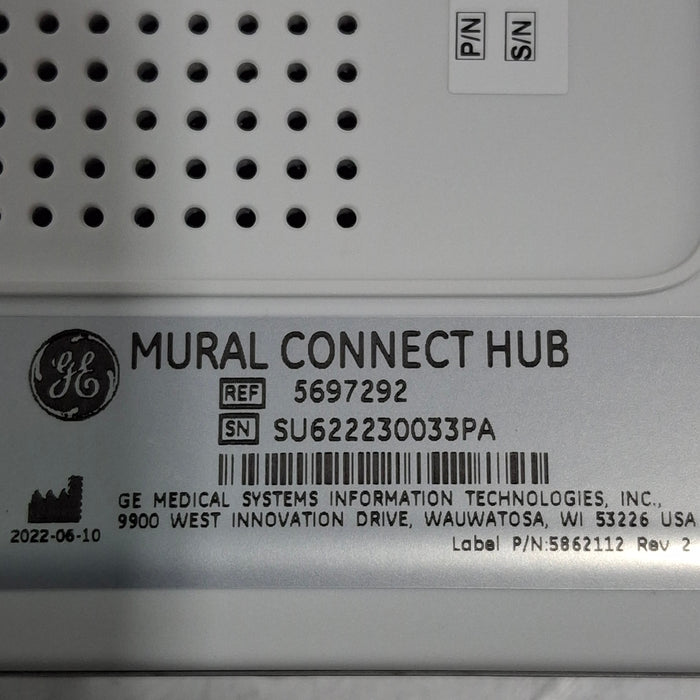 P/N
S/N
GE
MURAL CONNECT HUB
REF 5697292
SN SU622230033PA
GE MEDICAL SYSTEMS INFORMATION TECHNOLOGIES, INC.,
2022-06-10
9900 WEST INNOVATION DRIVE, WAUWATOSA, WI 53226 USA
Label P/N:5862112 Rev 2